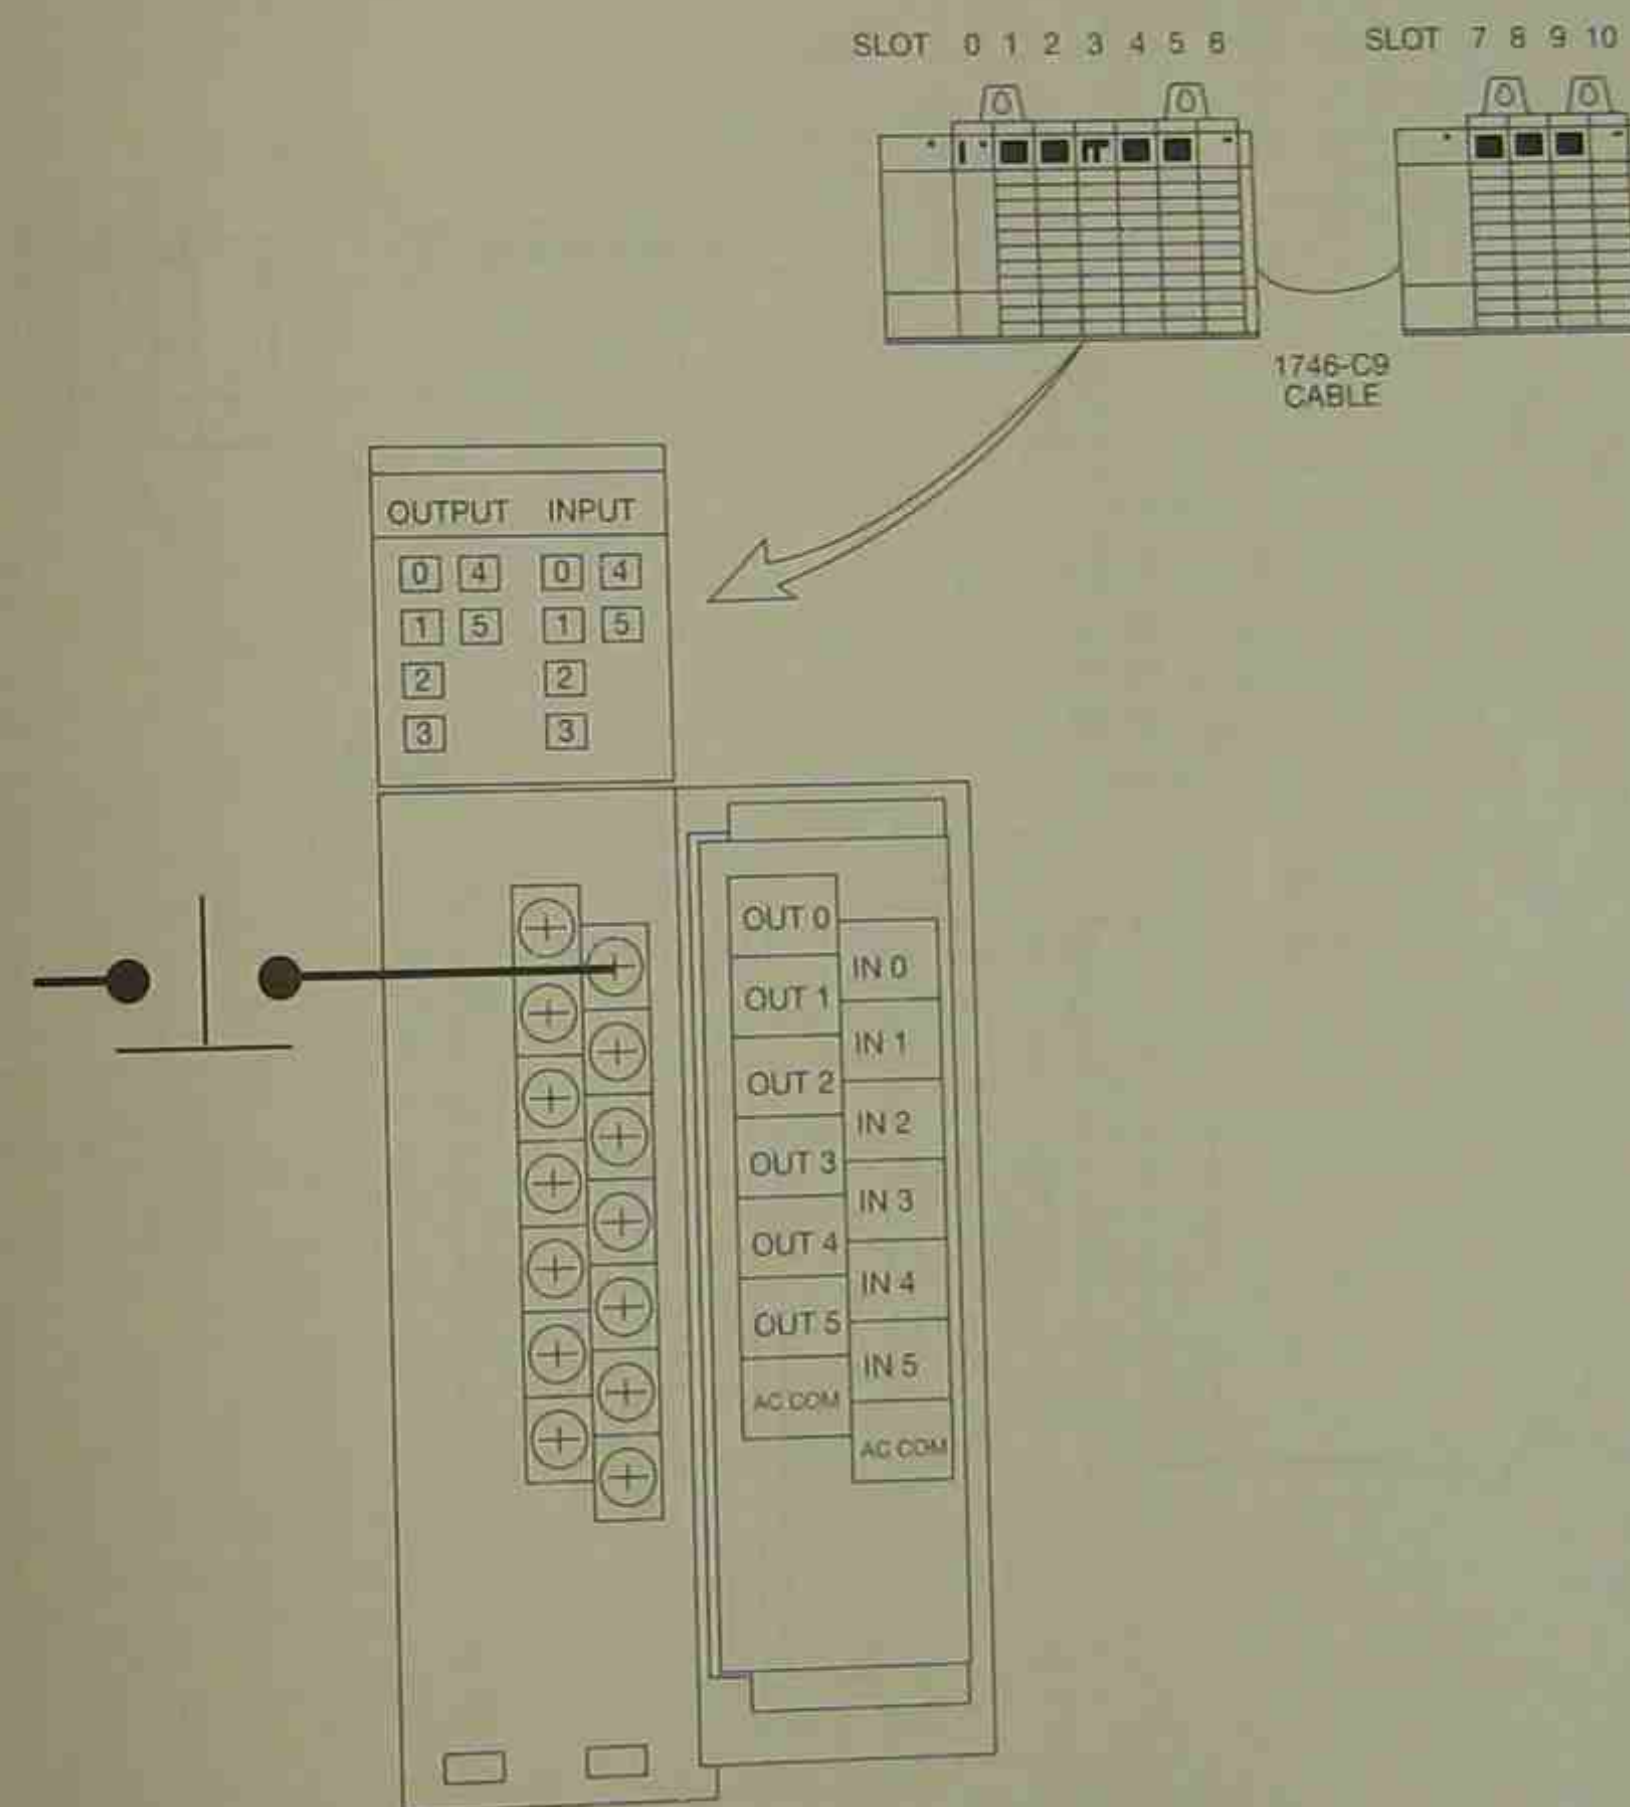 SLOT 0 1 2 3 4 5 6
SLOT 7 8 9 10
1746-C9
CABLE
OUTPUT INPUT
0 4 0 4
1 5 1 5
2 2
3 3
OUT 0
IN 0
OUT 1
IN 1
OUT 2
IN 2
OUT 3
IN 3
OUT 4
IN 4
OUT 5
IN 5
AC COM
AC COM